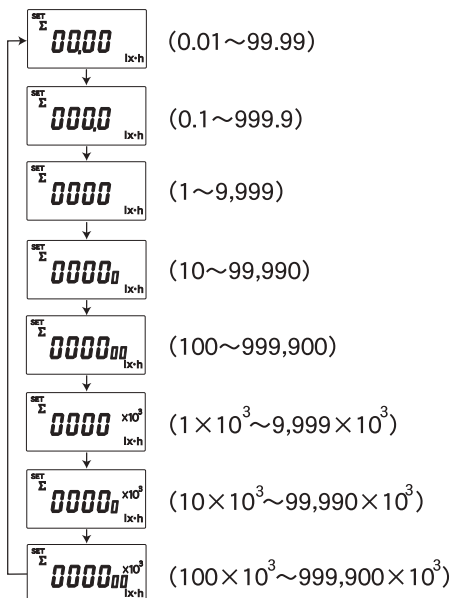 SET
Σ
00.00
lx·h
(0.01～99.99)
SET
Σ
000.0
lx·h
(0.1～999.9)
SET
Σ
0000
lx·h
(1～9,999)
SET
Σ
00000
lx·h
(10～99,990)
SET
Σ
000000
lx·h
(100～999,900)
SET
Σ
0000 ×10³
lx·h
(1×10³～9,999×10³)
SET
Σ
00000 ×10³
lx·h
(10×10³～99,990×10³)
SET
Σ
000000 ×10³
lx·h
(100×10³～999,900×10³)